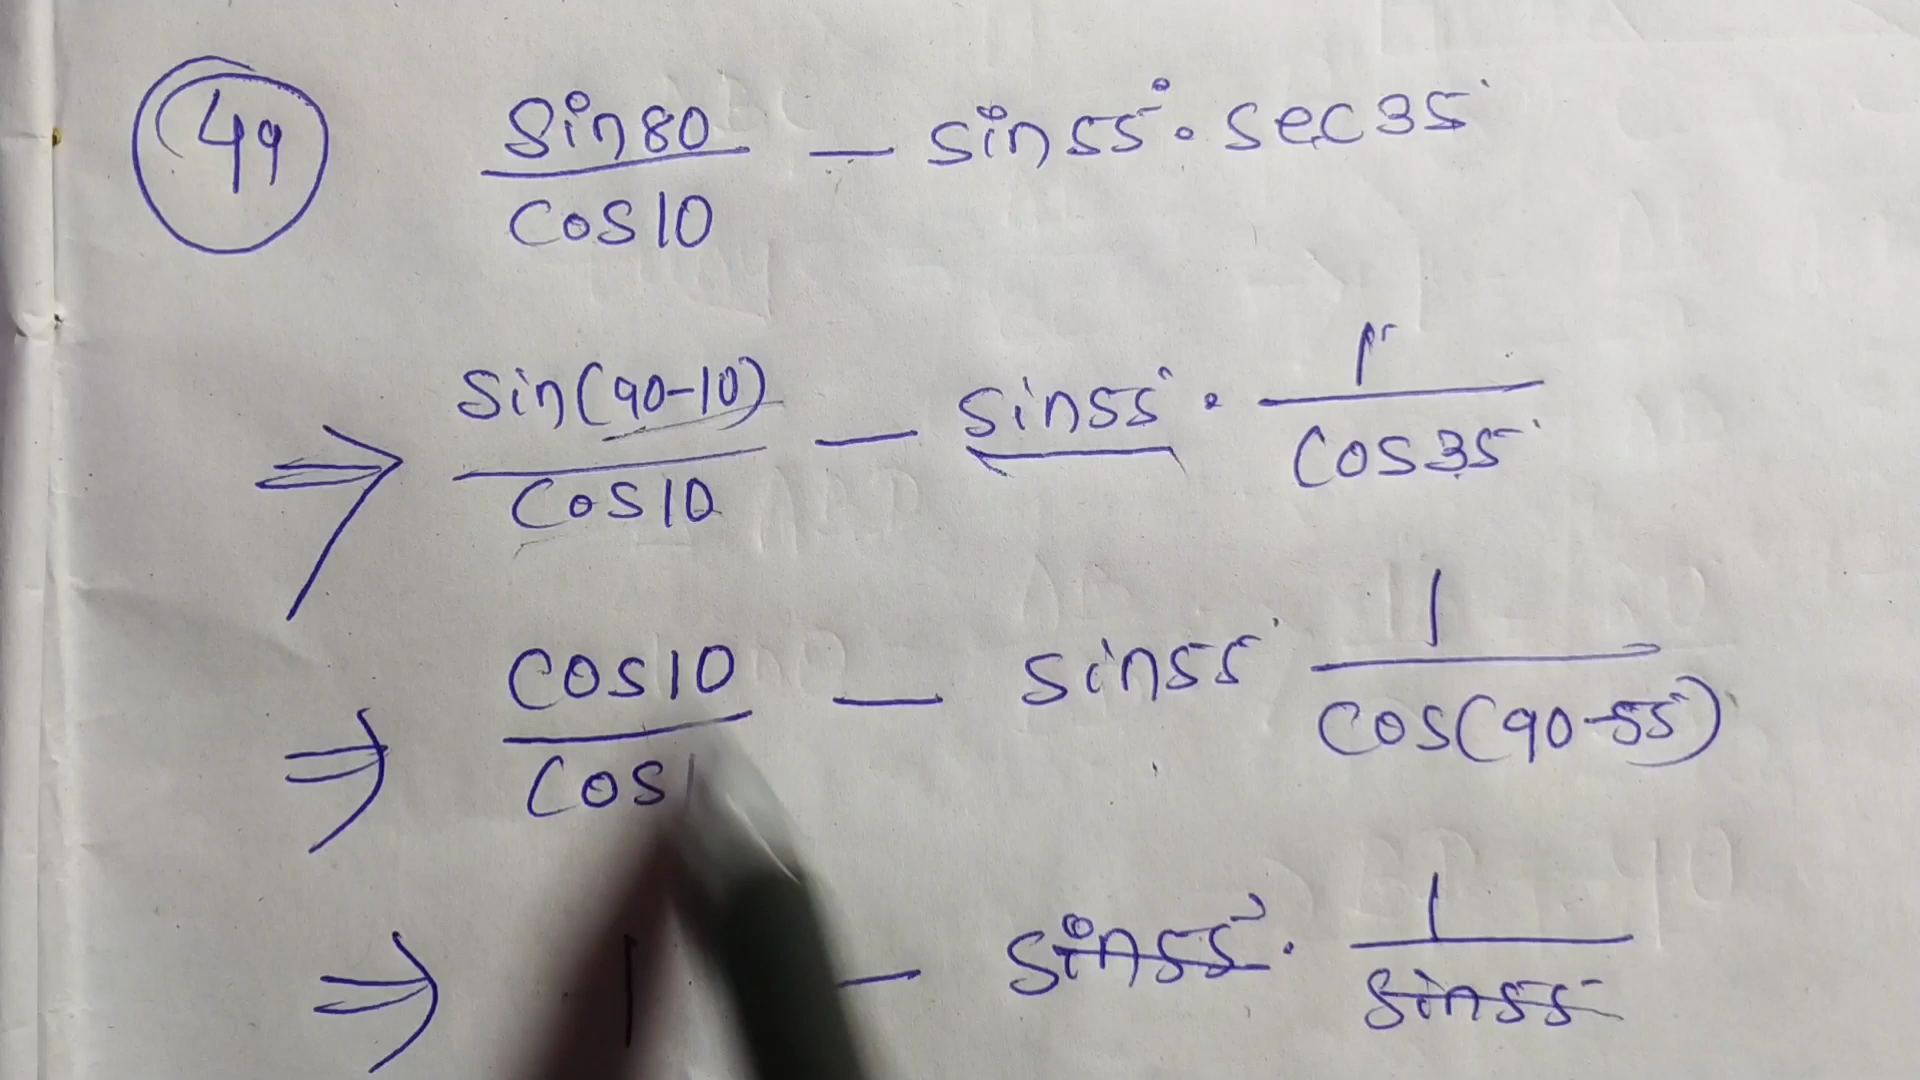 49 sin80/cos10 - sin55°. sec35
⇒ sin(90-10)/cos10 - sin55 . 1/cos35
⇒ cos10/cos1 - sin55 1/cos(90-55)
⇒ 1 - sin55 . 1/sin55